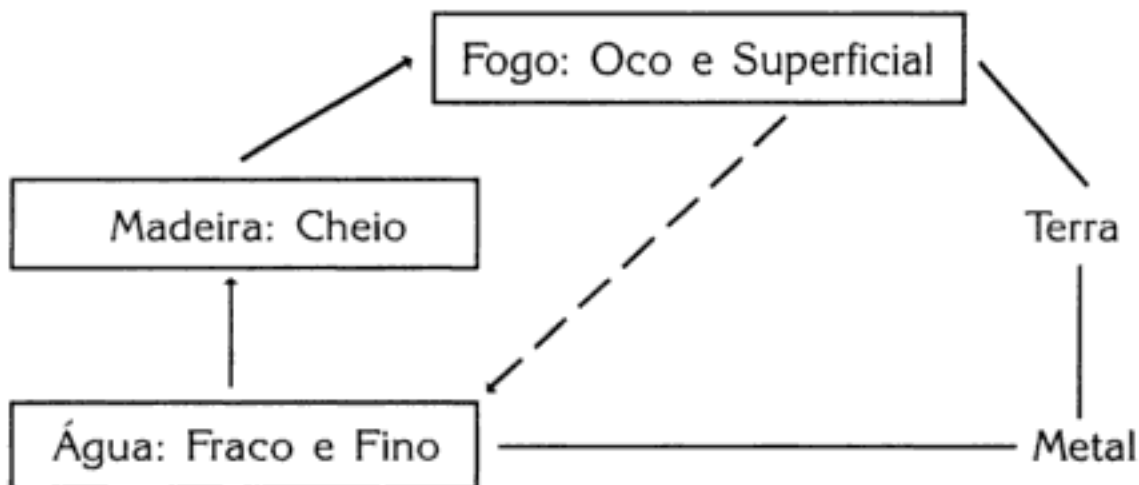 Fogo: Oco e Superficial
Madeira: Cheio
Terra
Água: Fraco e Fino
Metal